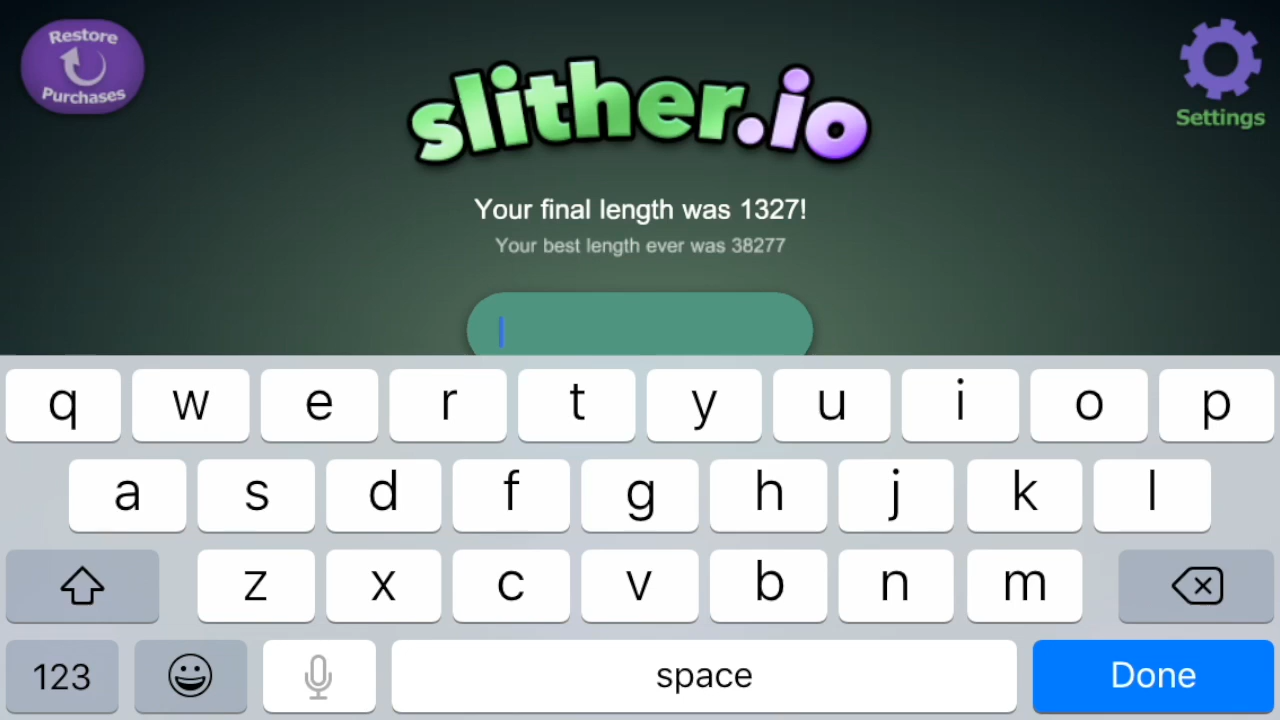 Restore
Purchases
slither.io
Settings
Your final length was 1327!
Your best length ever was 38277
q w e r t y u i o p
a s d f g h j k l
z x c v b n m
123 space Done